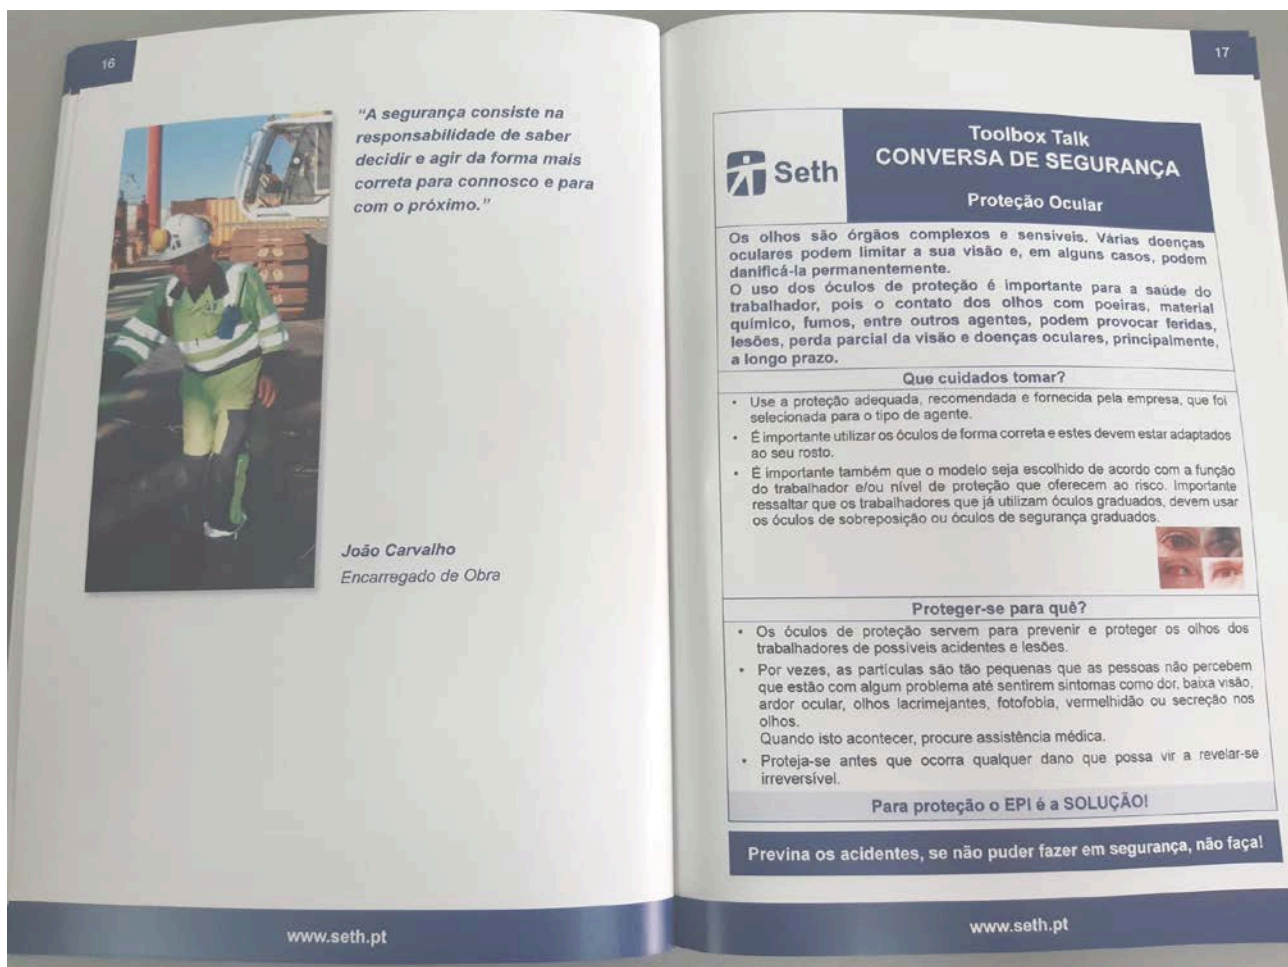 16
"A segurança consiste na
responsabilidade de saber
decidir e agir da forma mais
correta para connosco e para
com o próximo."
João Carvalho
Encarregado de Obra
www.seth.pt
17
Seth
Toolbox Talk
CONVERSA DE SEGURANÇA
Proteção Ocular
Os olhos são órgãos complexos e sensiveis. Várias doenças
oculares podem limitar a sua visão e, em alguns casos, podem
danificá-la permanentemente.
O uso dos óculos de proteção é importante para a saúde do
trabalhador, pois o contato dos olhos com poeiras, material
químico, fumos, entre outros agentes, podem provocar feridas,
lesões, perda parcial da visão e doenças oculares, principalmente,
a longo prazo.
Que cuidados tomar?
• Use a proteção adequada, recomendada e fornecida pela empresa, que foi
selecionada para o tipo de agente.
• É importante utilizar os óculos de forma correta e estes devem estar adaptados
ao seu rosto.
• É importante também que o modelo seja escolhido de acordo com a função
do trabalhador e/ou nível de proteção que oferecem ao risco. Importante
ressaltar que os trabalhadores que já utilizam óculos graduados, devem usar
os óculos de sobreposição ou óculos de segurança graduados.
Proteger-se para quê?
• Os óculos de proteção servem para prevenir e proteger os olhos dos
trabalhadores de possíveis acidentes e lesões.
• Por vezes, as partículas são tão pequenas que as pessoas não percebem
que estão com algum problema até sentirem sintomas como dor, baixa visão,
ardor ocular, olhos lacrimejantes, fotofobia, vermelhidão ou secreção nos
olhos.
Quando isto acontecer, procure assistência médica.
• Proteja-se antes que ocorra qualquer dano que possa vir a revelar-se
irreversível.
Para proteção o EPI é a SOLUÇÃO!
Previna os acidentes, se não puder fazer em segurança, não faça!
www.seth.pt